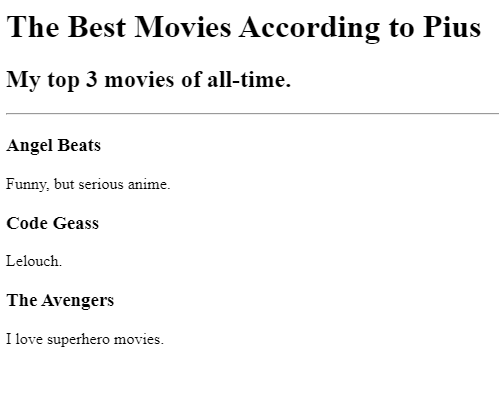 The Best Movies According to Pius
My top 3 movies of all-time.
Angel Beats
Funny, but serious anime.
Code Geass
Lelouch.
The Avengers
I love superhero movies.